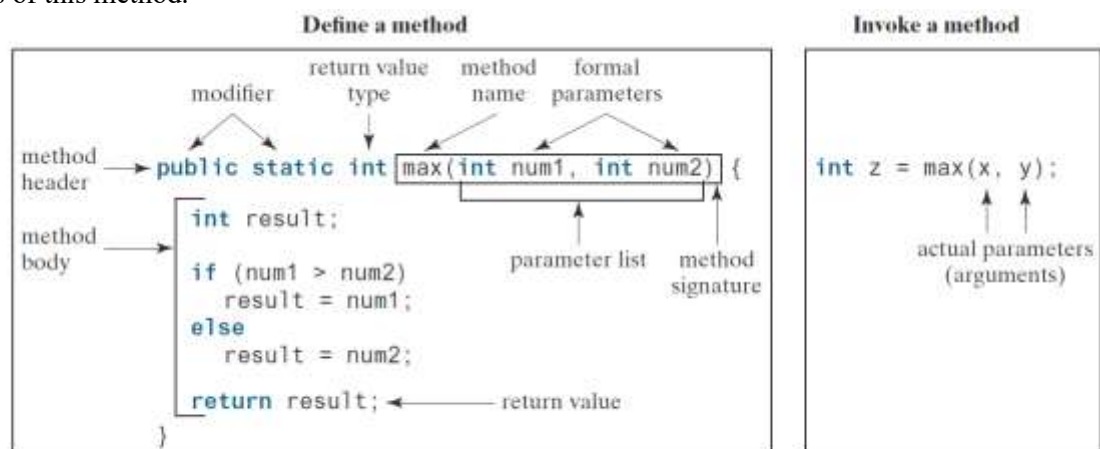 of this method.
Define a method
Invoke a method
return value method formal
modifier type name parameters
method
header
public static int max(int num1, int num2) {
int z = max(x, y);
int result;
method
body
parameter list method
signature
actual parameters
(arguments)
if (num1 > num2)
result = num1;
else
result = num2;
return result; return value
}